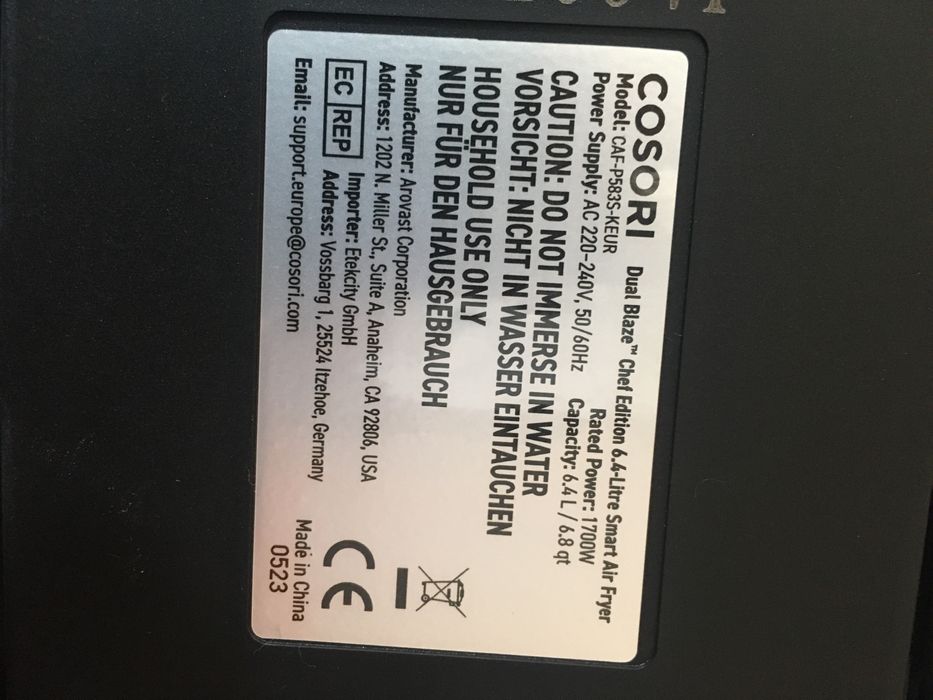 COSORI Dual Blaze™ Chef Edition 6.4-Litre Smart Air Fryer
Model: CAF-P583S-KEUR Rated Power: 1700W
Power Supply: AC 220-240V, 50/60Hz Capacity: 6.4 L / 6.8 qt
CAUTION: DO NOT IMMERSE IN WATER
VORSICHT: NICHT IN WASSER EINTAUCHEN
HOUSEHOLD USE ONLY
NUR FÜR DEN HAUSGEBRAUCH
Manufacturer: Arovast Corporation
Address: 1202 N. Miller St., Suite A, Anaheim, CA 92806, USA
EC REP Importer: Etekcity GmbH
Address: Vossbarg 1, 25524 Itzehoe, Germany
Email: support.europe@cosori.com
CE
Made in China
0523